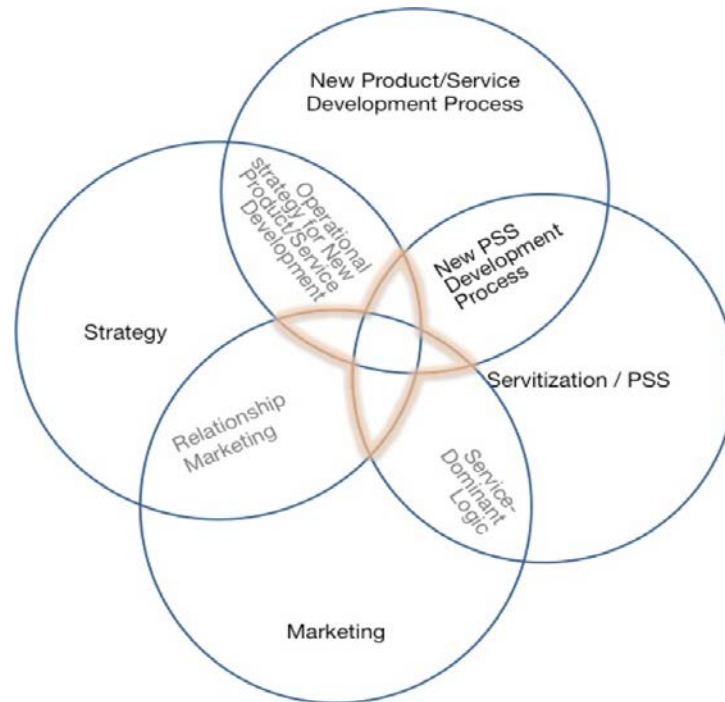 New Product/Service
Development Process
Operational
strategy for New
Product/Service
Development
New PSS
Development
Process
Strategy
Servitization / PSS
Relationship
Marketing
Service-
Dominant
Logic
Marketing